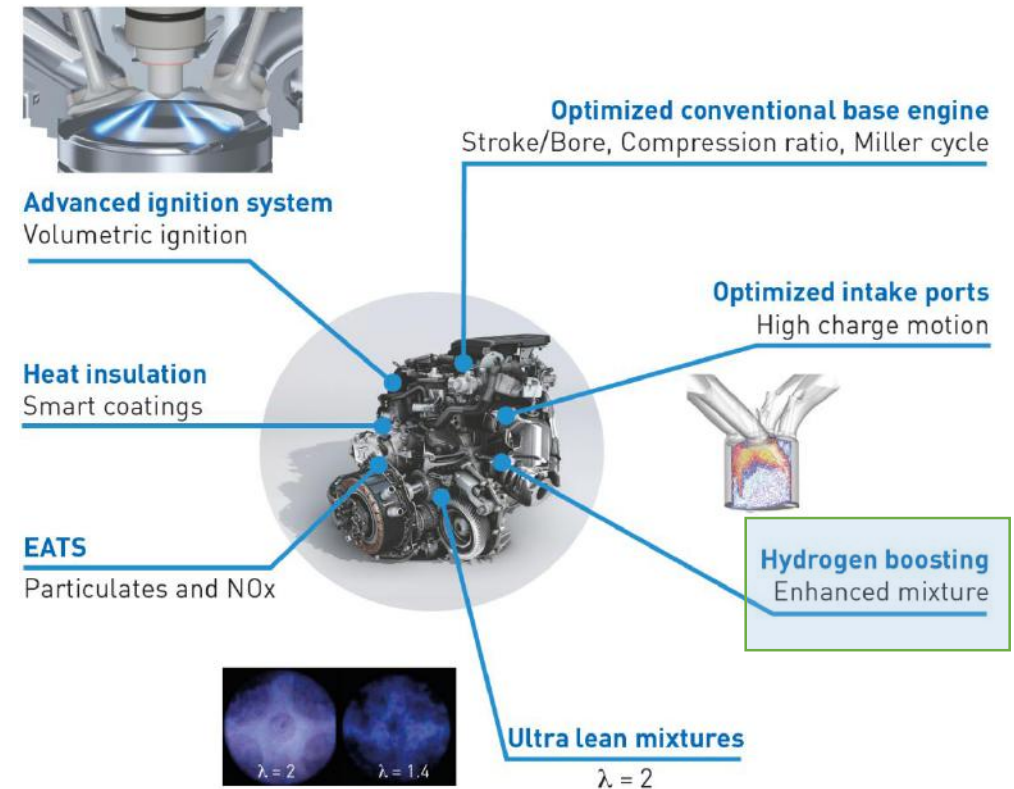 Optimized conventional base engine
Stroke/Bore, Compression ratio, Miller cycle
Advanced ignition system
Volumetric ignition
Optimized intake ports
High charge motion
Heat insulation
Smart coatings
EATS
Particulates and NOx
Hydrogen boosting
Enhanced mixture
λ = 2
λ = 1.4
Ultra lean mixtures
λ = 2